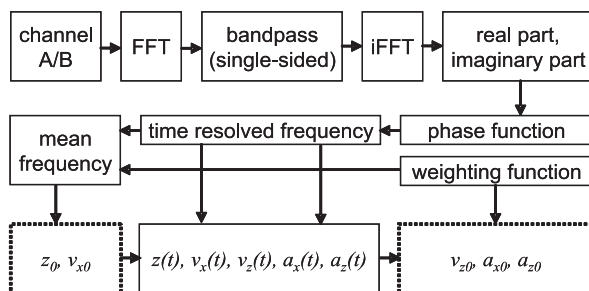 channel
A/B
FFT
bandpass
(single-sided)
iFFT
real part,
imaginary part
mean
frequency
time resolved frequency
phase function
weighting function
z0, vx0
z(t), vx(t), vz(t), ax(t), az(t)
vz0, ax0, az0